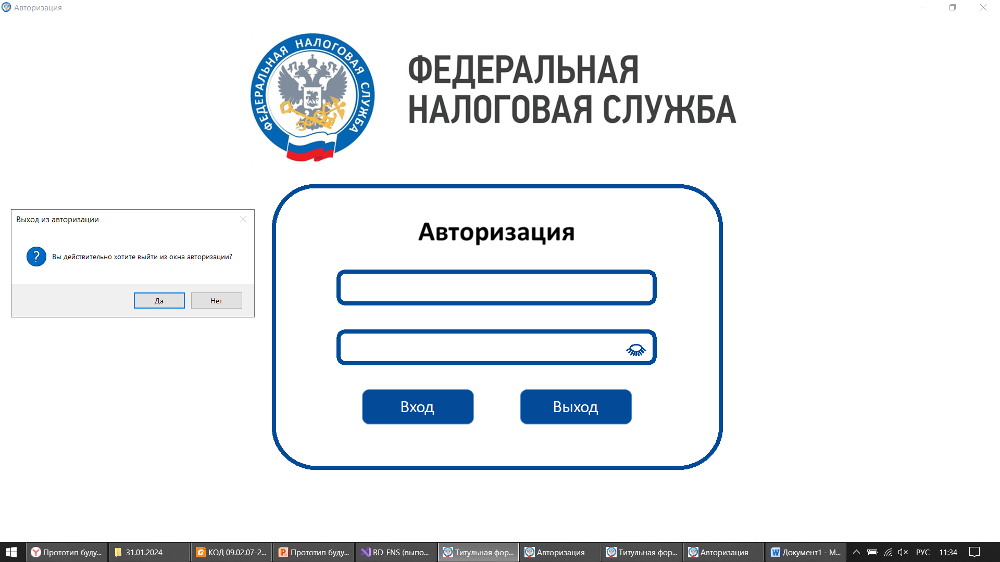 Авторизация
ФЕДЕРАЛЬНАЯ НАЛОГОВАЯ СЛУЖБА
ФЕДЕРАЛЬНАЯ
НАЛОГОВАЯ СЛУЖБА
Выход из авторизации
Вы действительно хотите выйти из окна авторизации?
Да
Нет
Авторизация
Вход
Выход
Прототип буду...
31.01.2024
КОД 09.02.07-2...
Прототип буду...
BD_FNS (выпо...
Титульная фор...
Авторизация
Титульная фор...
Авторизация
Документ1 - M...
РУС
11:34